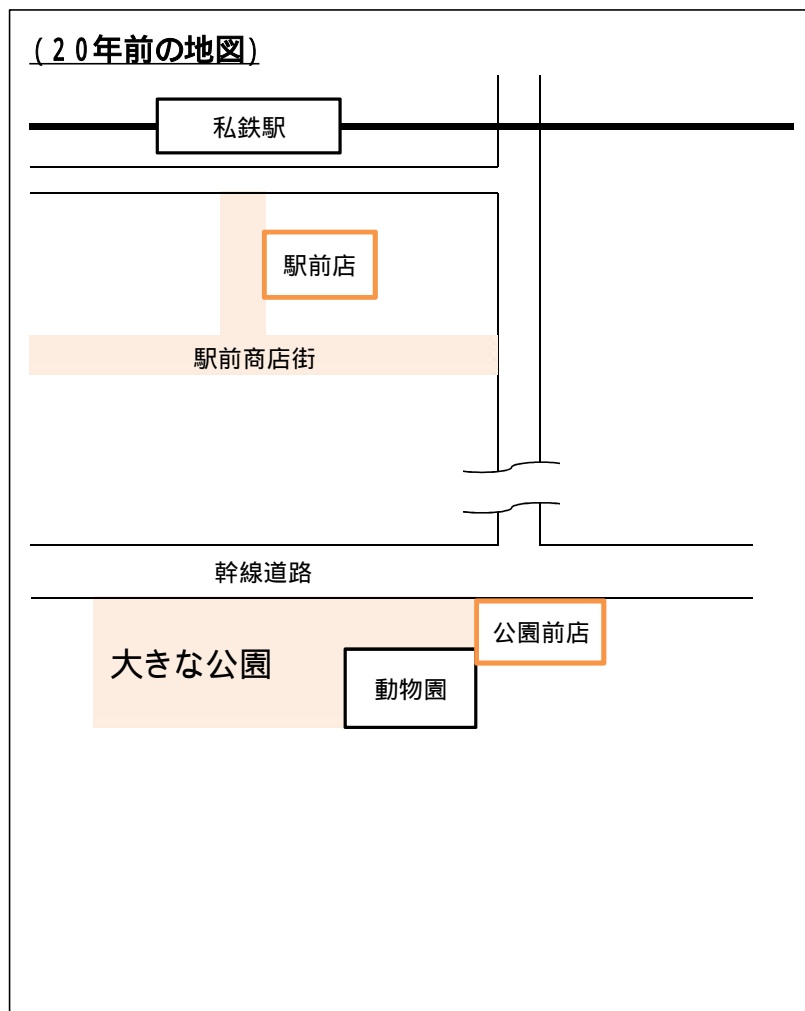 (20年前の地図)
私鉄駅
駅前店
駅前商店街
幹線道路
公園前店
大きな公園
動物園